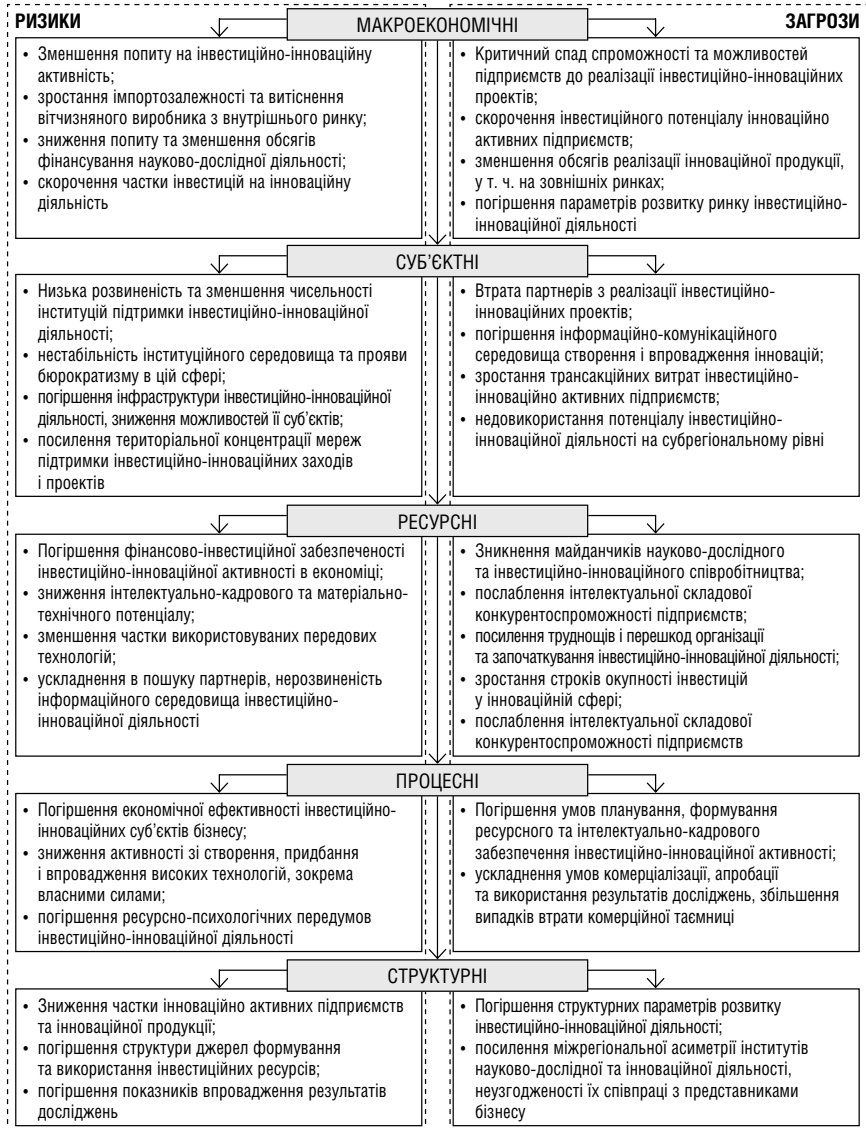 РИЗИКИ
МАКРОЕКОНОМІЧНІ
ЗАГРОЗИ
• Зменшення попиту на інвестиційно-інноваційну
активність;
• зростання імпортозалежності та витіснення
вітчизняного виробника з внутрішнього ринку;
• зниження попиту та зменшення обсягів
фінансування науково-дослідної діяльності;
• скорочення частки інвестицій на інноваційну
діяльність
• Критичний спад спроможності та можливостей
підприємств до реалізації інвестиційно-інноваційних
проектів;
• скорочення інвестиційного потенціалу інноваційно
активних підприємств;
• зменшення обсягів реалізації інноваційної продукції,
у т. ч. на зовнішніх ринках;
• погіршення параметрів розвитку ринку інвестиційно-
інноваційної діяльності
СУБ’ЄКТНІ
• Низька розвиненість та зменшення чисельності
інституцій підтримки інвестиційно-інноваційної
діяльності;
• нестабільність інституційного середовища та прояви
бюрократизму в цій сфері;
• погіршення інфраструктури інвестиційно-інноваційної
діяльності, зниження можливостей її суб’єктів;
• посилення територіальної концентрації мереж
підтримки інвестиційно-інноваційних заходів
і проектів
• Втрата партнерів з реалізації інвестиційно-
інноваційних проектів;
• погіршення інформаційно-комунікаційного
середовища створення і впровадження інновацій;
• зростання трансакційних витрат інвестиційно-
інноваційно активних підприємств;
• недовикористання потенціалу інвестиційно-
інноваційної діяльності на субрегіональному рівні
РЕСУРСНІ
• Погіршення фінансово-інвестиційної забезпеченості
інвестиційно-інноваційної активності в економіці;
• зниження інтелектуально-кадрового та матеріально-
технічного потенціалу;
• зменшення частки використовуваних передових
технологій;
• ускладнення в пошуку партнерів, нерозвиненість
інформаційного середовища інвестиційно-
інноваційної діяльності
• Зникнення майданчиків науково-дослідного
та інвестиційно-інноваційного співробітництва;
• послаблення інтелектуальної складової
конкурентоспроможності підприємств;
• посилення труднощів і перешкод організації
та започаткування інвестиційно-інноваційної діяльності;
• зростання строків окупності інвестицій
у інноваційній сфері;
• послаблення інтелектуальної складової
конкурентоспроможності підприємств
ПРОЦЕСНІ
• Погіршення економічної ефективності інвестиційно-
інноваційних суб’єктів бізнесу;
• зниження активності зі створення, придбання
і впровадження високих технологій, зокрема
власними силами;
• погіршення ресурсно-психологічних передумов
інвестиційно-інноваційної діяльності
• Погіршення умов планування, формування
ресурсного та інтелектуально-кадрового
забезпечення інвестиційно-інноваційної активності;
• ускладнення умов комерціалізації, апробації
та використання результатів досліджень, збільшення
випадків втрати комерційної таємниці
СТРУКТУРНІ
• Зниження частки інноваційно активних підприємств
та інноваційної продукції;
• погіршення структури джерел формування
та використання інвестиційних ресурсів;
• погіршення показників впровадження результатів
досліджень
• Погіршення структурних параметрів розвитку
інвестиційно-інноваційної діяльності;
• посилення міжрегіональної асиметрії інститутів
науково-дослідної та інноваційної діяльності,
неузгодженості їх співпраці з представниками
бізнесу